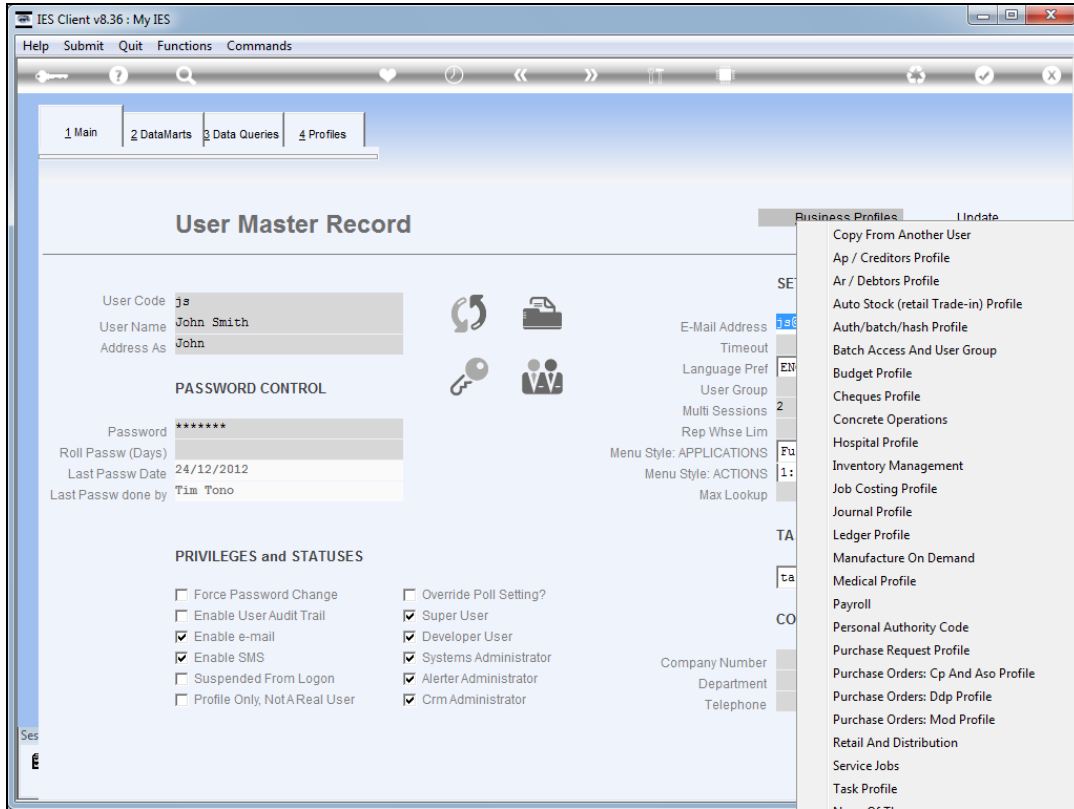 IES Client v8.36 : My IES
Help Submit Quit Functions Commands
1 Main
2 DataMarts
3 Data Queries
4 Profiles
User Master Record
Business Profiles
Update
User Code js
User Name John Smith
Address As John
PASSWORD CONTROL
Password *******
Roll Passw (Days)
Last Passw Date 24/12/2012
Last Passw done by Tim Tono
PRIVILEGES and STATUSES
Force Password Change
Enable User Audit Trail
Enable e-mail
Enable SMS
Suspended From Logon
Profile Only, Not A Real User
Override Poll Setting?
Super User
Developer User
Systems Administrator
Alerter Administrator
Crm Administrator
SE
E-Mail Address js@
Timeout
Language Pref EN
User Group
Multi Sessions 2
Rep Whse Lim
Menu Style: APPLICATIONS Fu
Menu Style: ACTIONS 1:
Max Lookup
TA
ta
CO
Company Number
Department
Telephone
Copy From Another User
Ap / Creditors Profile
Ar / Debtors Profile
Auto Stock (retail Trade-in) Profile
Auth/batch/hash Profile
Batch Access And User Group
Budget Profile
Cheques Profile
Concrete Operations
Hospital Profile
Inventory Management
Job Costing Profile
Journal Profile
Ledger Profile
Manufacture On Demand
Medical Profile
Payroll
Personal Authority Code
Purchase Request Profile
Purchase Orders: Cp And Aso Profile
Purchase Orders: Ddp Profile
Purchase Orders: Mod Profile
Retail And Distribution
Service Jobs
Task Profile
Ses